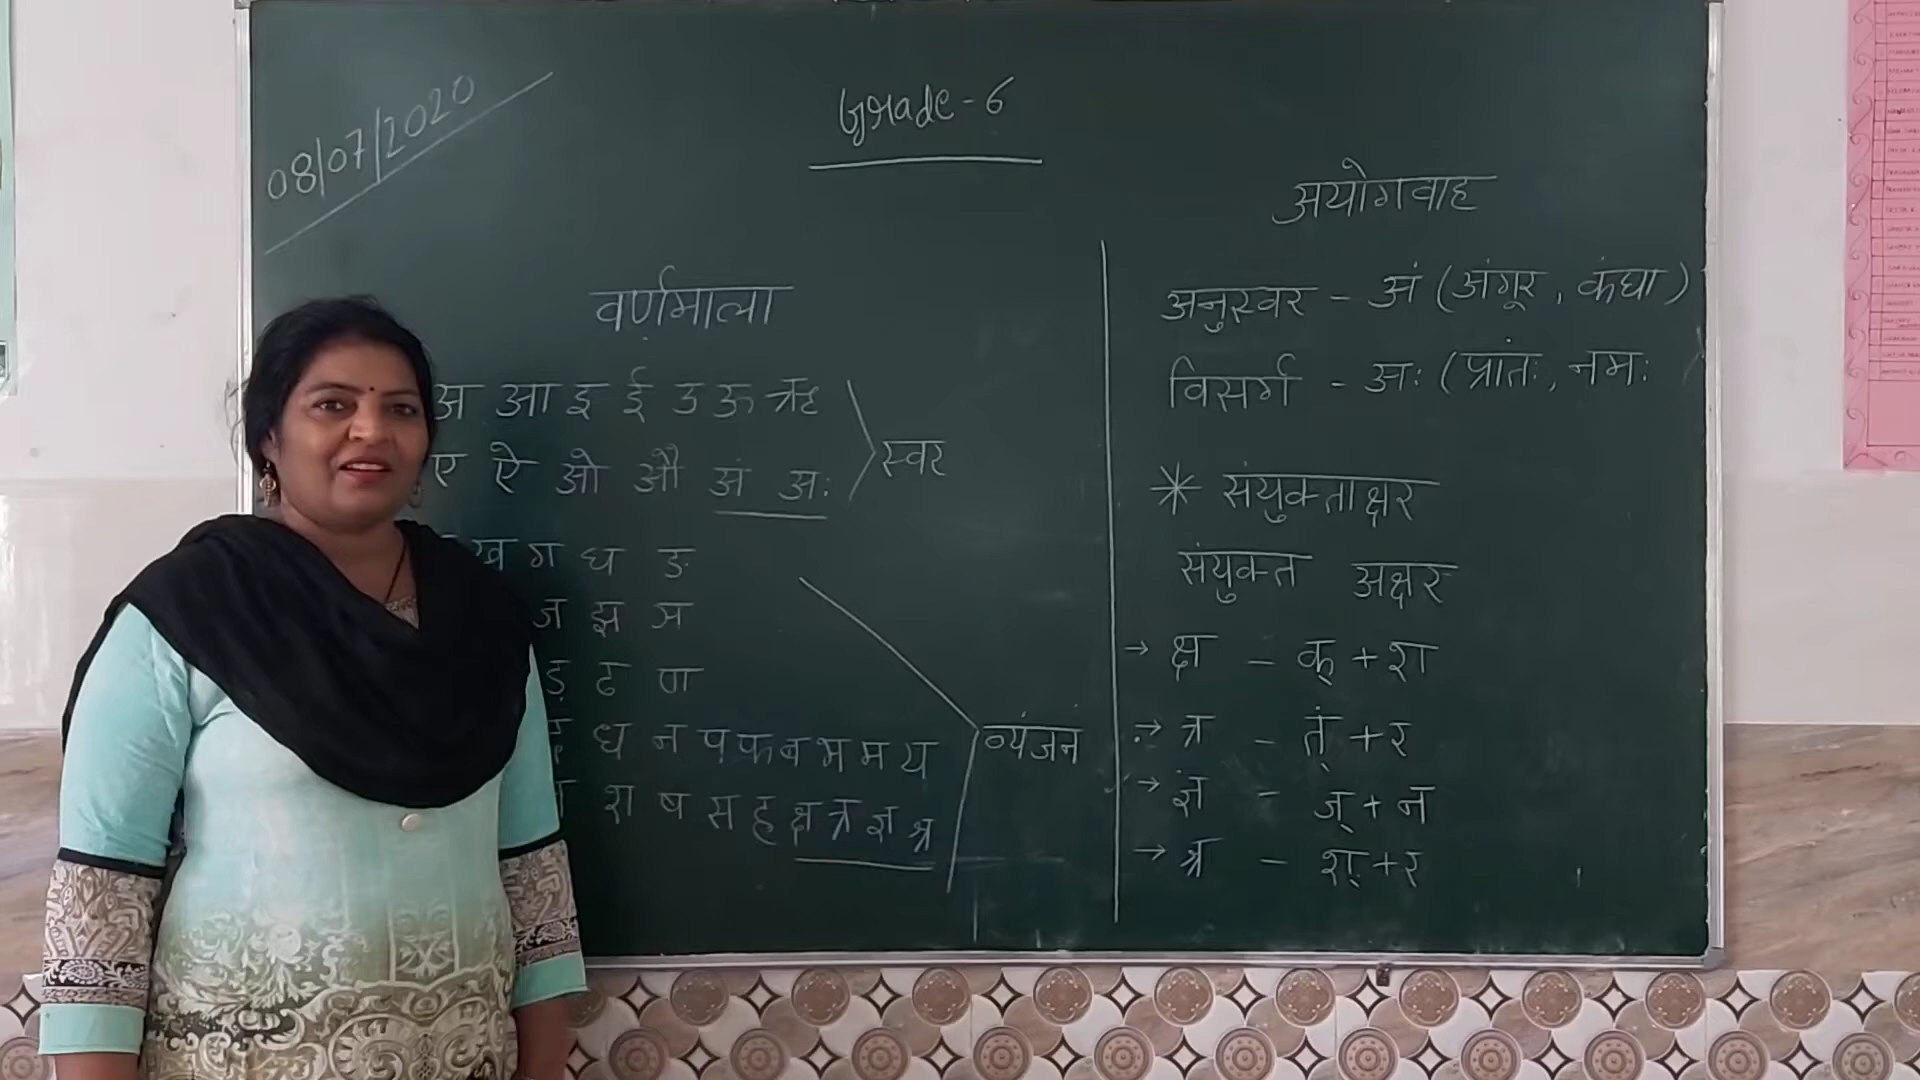 08/07/2020
Grade - 6
वर्णमाला
अ आ इ ई उ ऊ ऋ
ए ऐ ओ औ अं अः
स्वर
ख ग घ ङ
ज झ ञ
ड़ ढ ण
ध न प फ ब भ म य
श ष स ह क्ष त्र ज्ञ श्र
व्यंजन
अयोगवाह
अनुस्वर - अं (अंगूर, कंघा)
विसर्ग - अः (प्रांतः, नमः
* संयुक्ताक्षर
संयुक्त अक्षर
→ क्ष - क् + श
→ त्र - त् + र
→ ज्ञ - ज् + न
→ श्र - श् + र